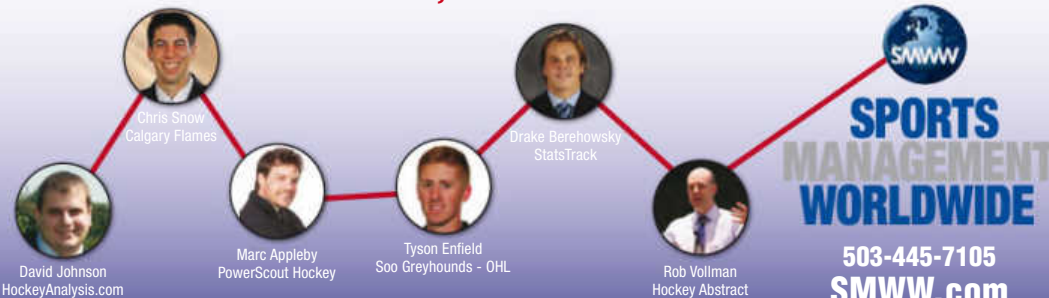 Chris Snow
Calgary Flames
David Johnson
HockeyAnalysis.com
Marc Appleby
PowerScout Hockey
Tyson Enfield
Soo Greyhounds - OHL
Drake Berehowsky
StatsTrack
Rob Vollman
Hockey Abstract
SMWW
SPORTS
MANAGEMENT
WORLDWIDE
503-445-7105
SMWW.com